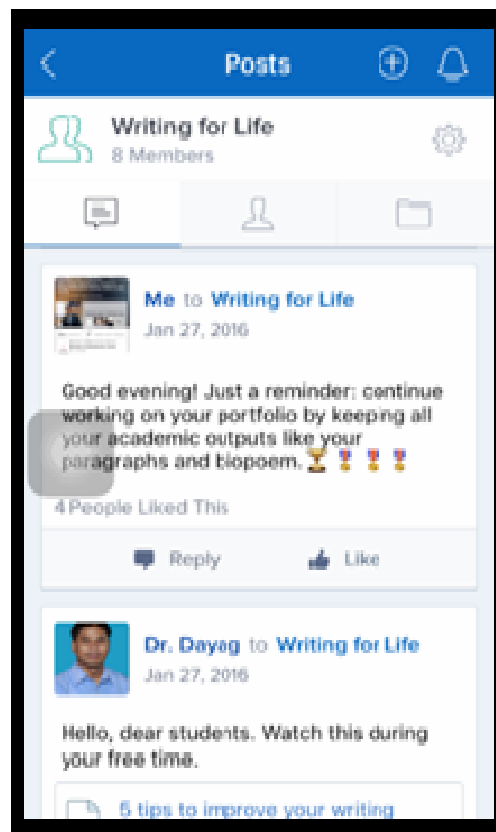 Posts
Writing for Life
8 Members
Me to Writing for Life
Jan 27, 2016
Good evening! Just a reminder: continue
working on your portfolio by keeping all
your academic outputs like your
paragraphs and biopoem.
4 People Liked This
Reply Like
Dr. Dayag to Writing for Life
Jan 27, 2016
Hello, dear students. Watch this during
your free time.
5 tips to improve your writing